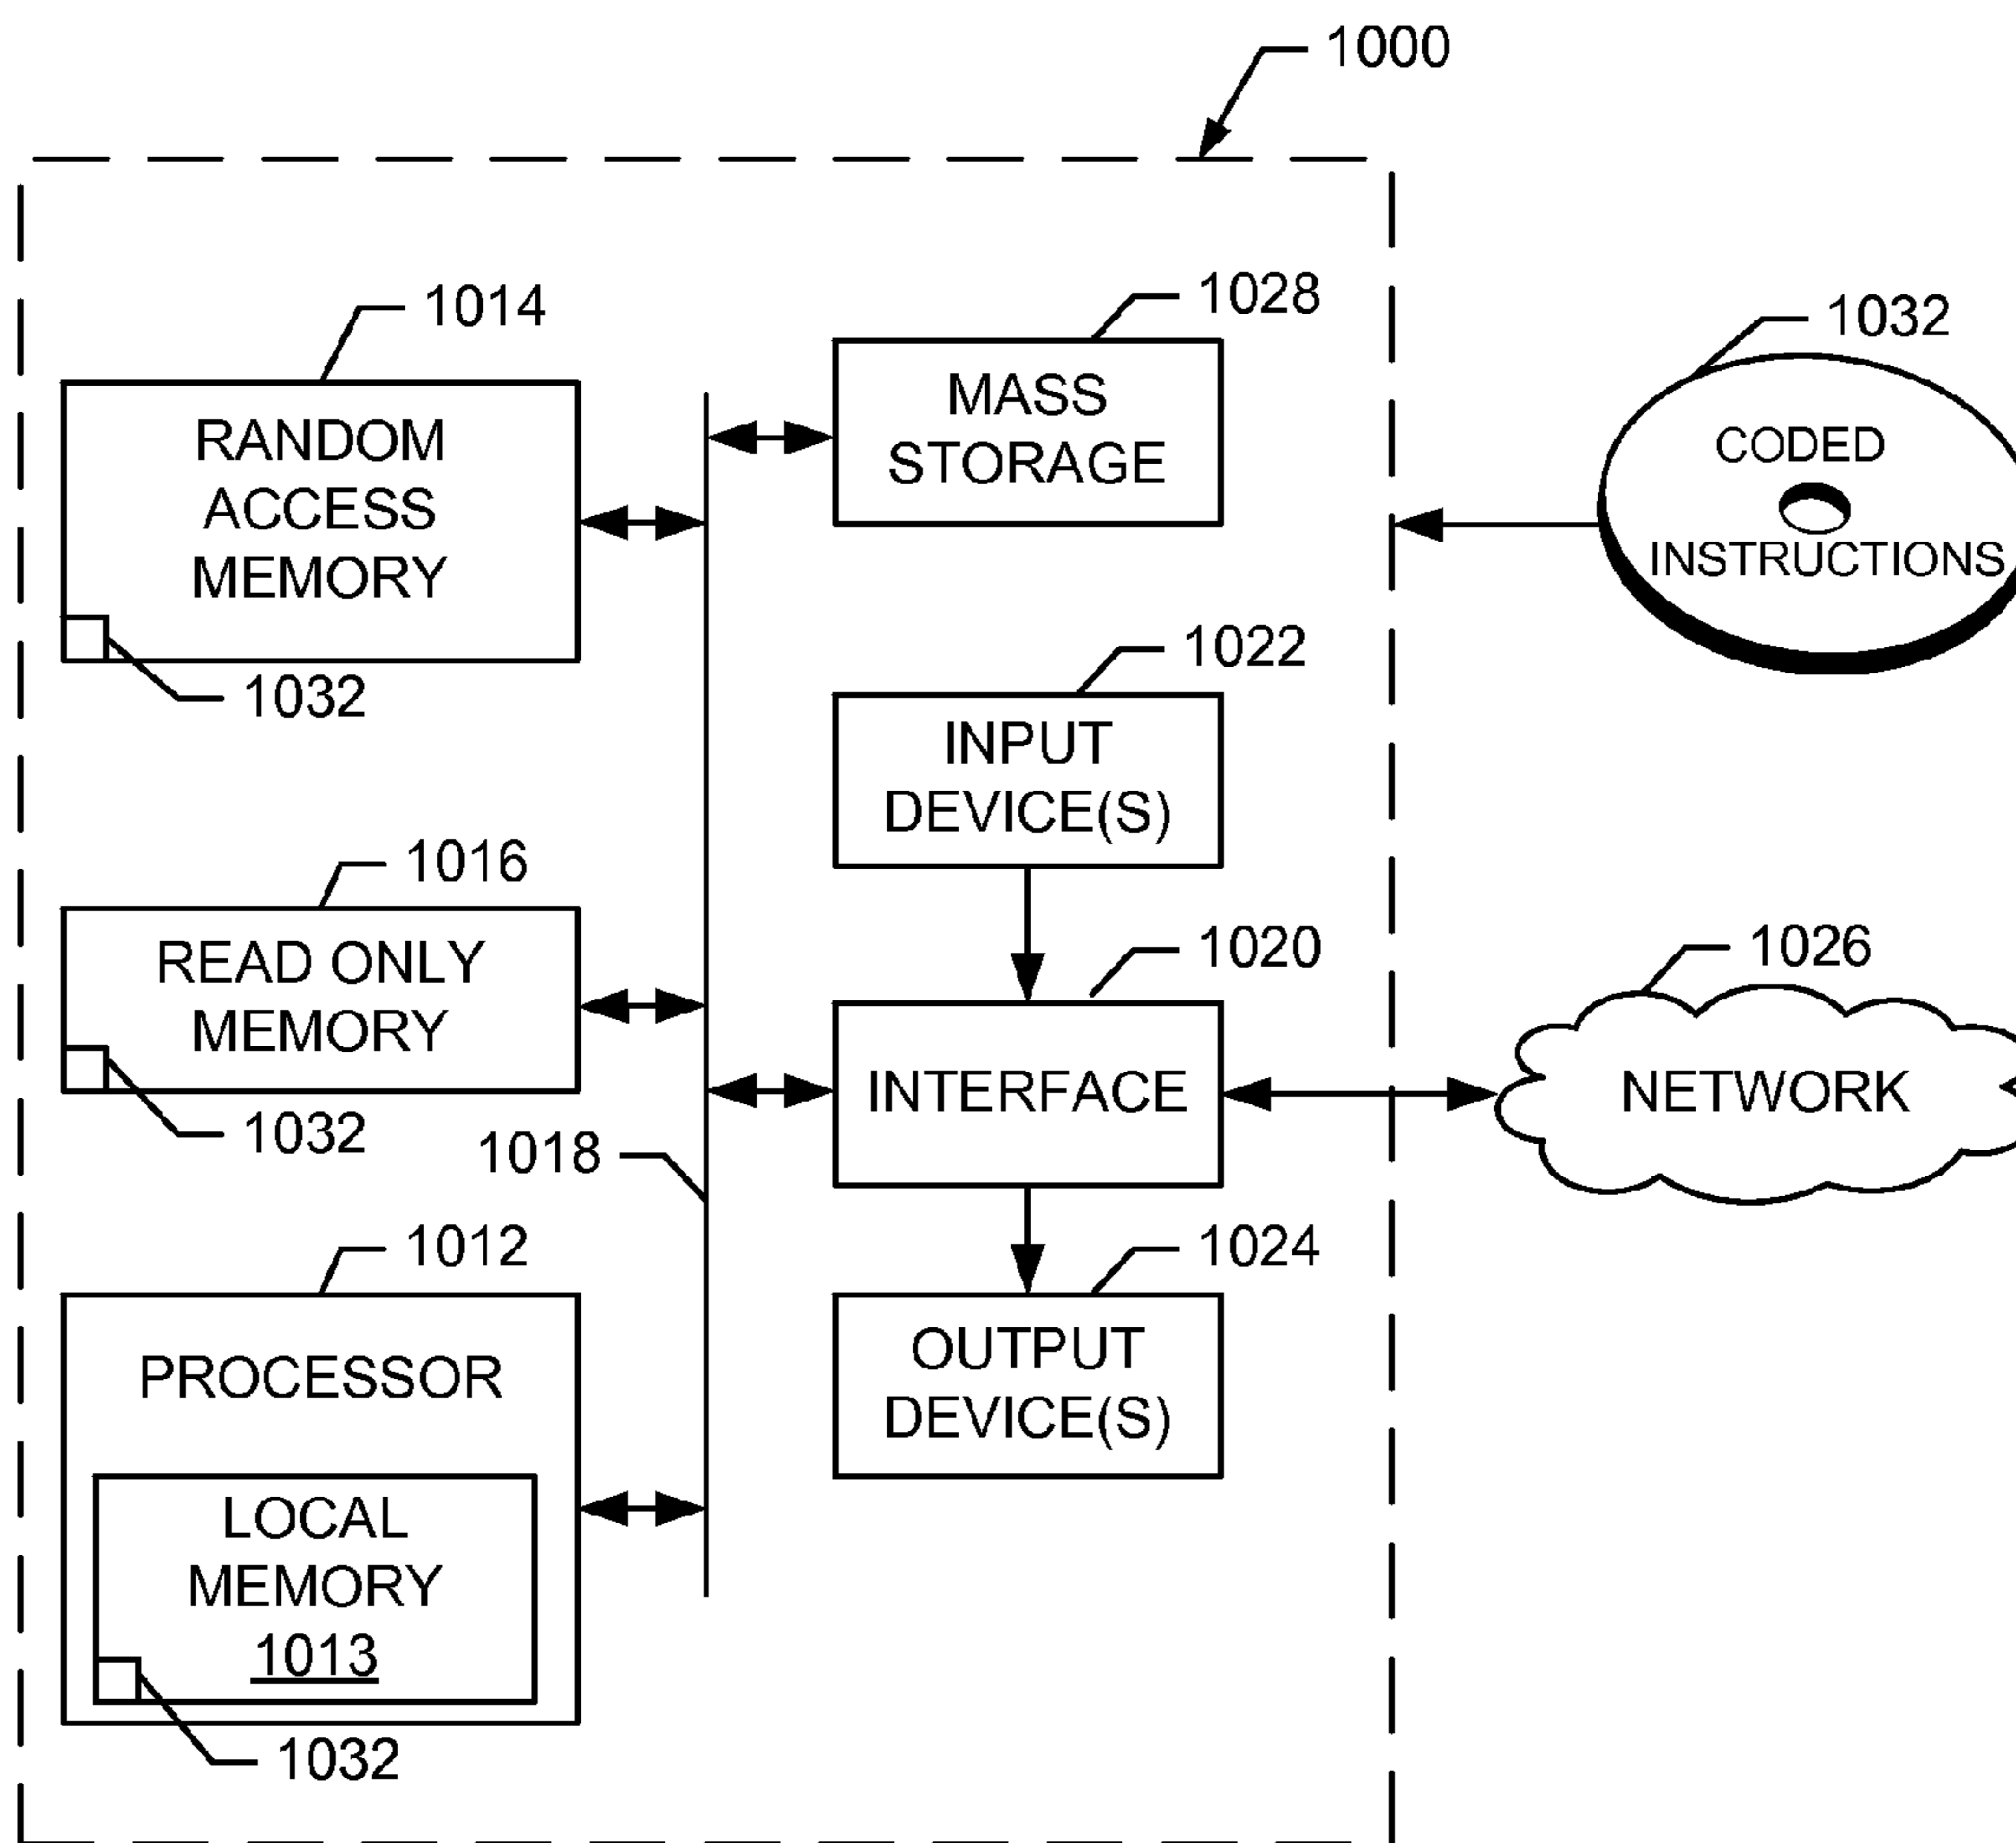 1000
1014
RANDOM
ACCESS
MEMORY
1032
1028
MASS
STORAGE
1032
CODED
INSTRUCTIONS
1022
INPUT
DEVICE(S)
1016
READ ONLY
MEMORY
1032
1018
1020
INTERFACE
1026
NETWORK
1012
PROCESSOR
LOCAL
MEMORY
1013
1032
1024
OUTPUT
DEVICE(S)